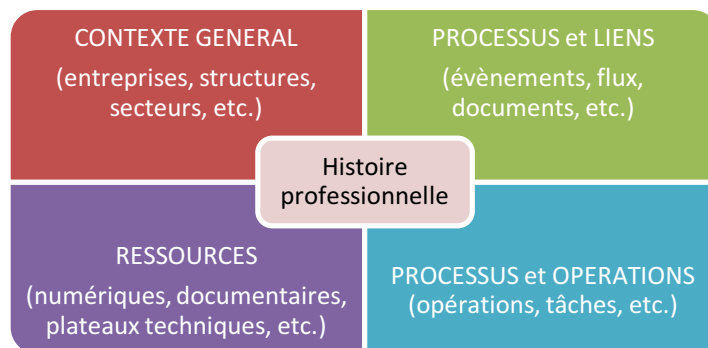 CONTEXTE GENERAL
(entreprises, structures,
secteurs, etc.)
PROCESSUS et LIENS
(évènements, flux,
documents, etc.)
Histoire
professionnelle
RESSOURCES
(numériques, documentaires,
plateaux techniques, etc.)
PROCESSUS et OPERATIONS
(opérations, tâches, etc.)